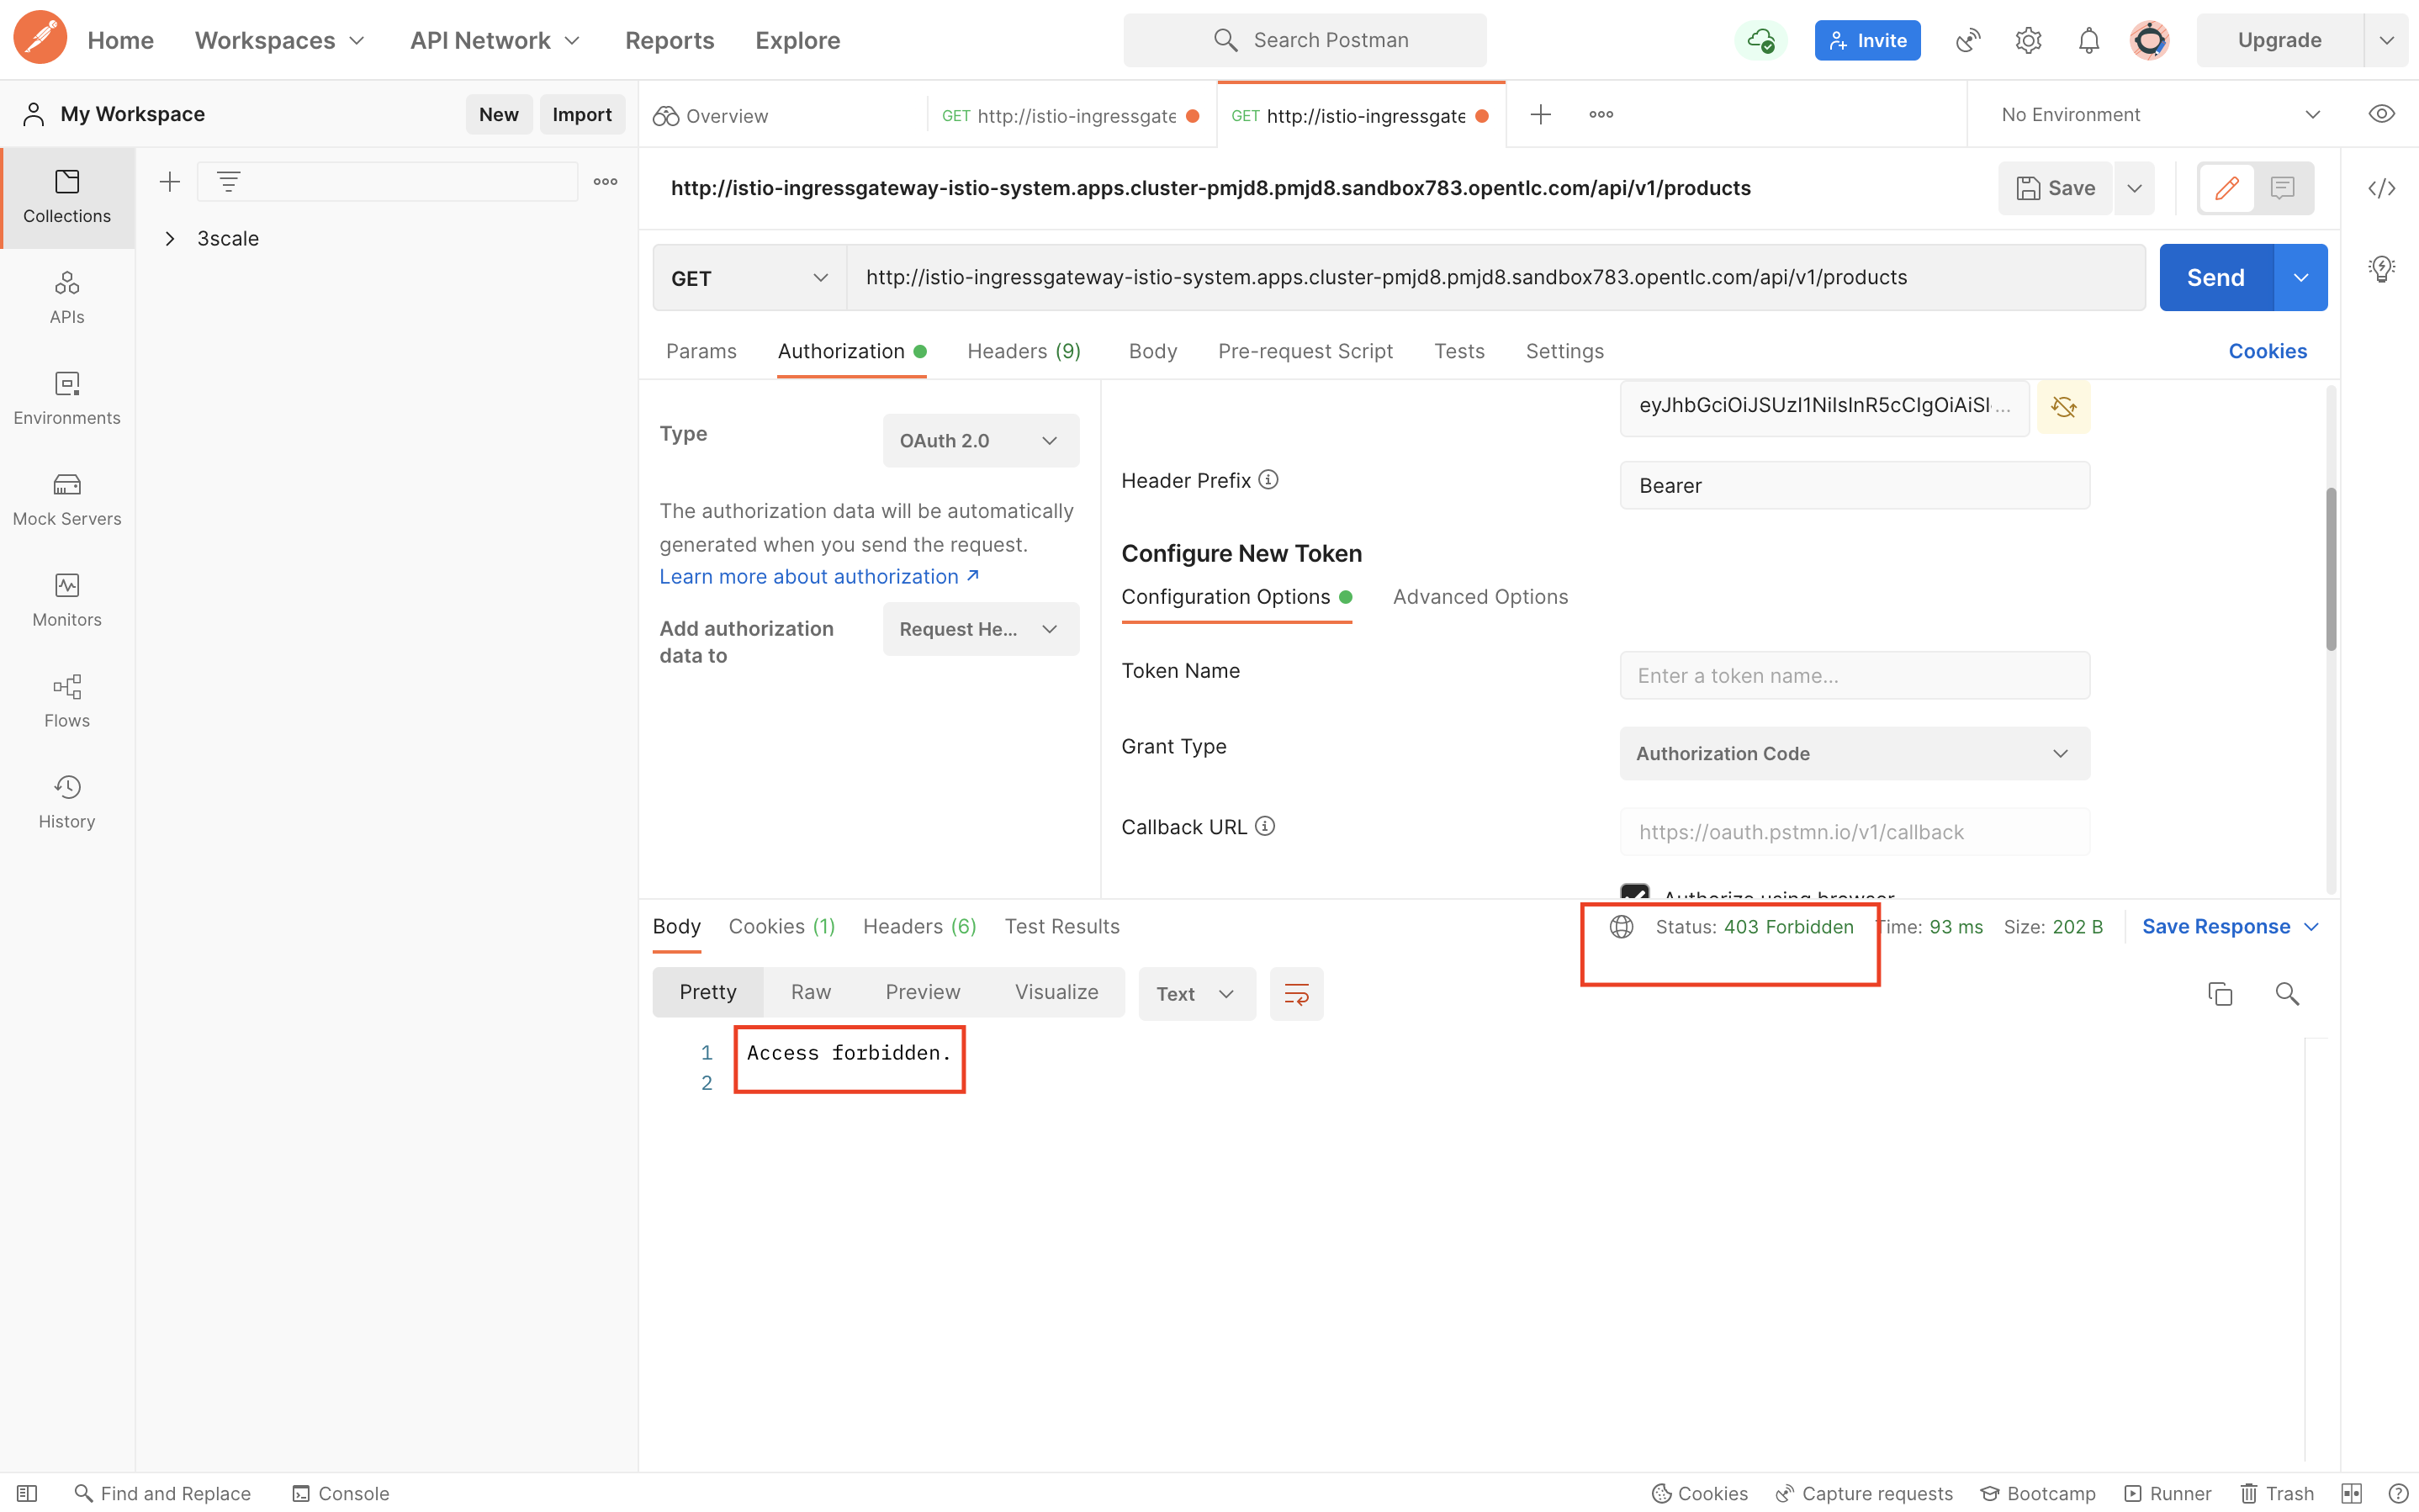 Home
Workspaces
API Network
Reports
Explore
Search Postman
Invite
Upgrade
My Workspace
New
Import
Overview
GET http://istio-ingressgate
GET http://istio-ingressgate
No Environment
Collections
APIs
Environments
Mock Servers
Monitors
Flows
History
3scale
http://istio-ingressgateway-istio-system.apps.cluster-pmjd8.pmjd8.sandbox783.opentlc.com/api/v1/products
Save
GET
http://istio-ingressgateway-istio-system.apps.cluster-pmjd8.pmjd8.sandbox783.opentlc.com/api/v1/products
Send
Params
Authorization
Headers (9)
Body
Pre-request Script
Tests
Settings
Cookies
Type
OAuth 2.0
The authorization data will be automatically
generated when you send the request.
Learn more about authorization ↗
Add authorization
data to
Request He...
eyJhbGciOiJSUzI1NiIsInR5cCIgOiAiSl...
Header Prefix
Bearer
Configure New Token
Configuration Options
Advanced Options
Token Name
Enter a token name...
Grant Type
Authorization Code
Callback URL
https://oauth.pstmn.io/v1/callback
Authorize using browser
Body
Cookies (1)
Headers (6)
Test Results
Status: 403 Forbidden
Time: 93 ms
Size: 202 B
Save Response
Pretty
Raw
Preview
Visualize
Text
1 Access forbidden.
2
Find and Replace
Console
Cookies
Capture requests
Bootcamp
Runner
Trash